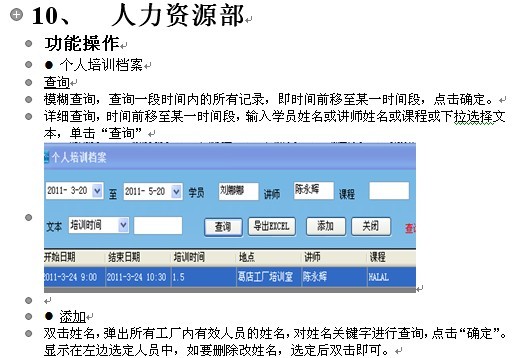 10、 人力资源部
功能操作
● 个人培训档案
查询
模糊查询，查询一段时间内的所有记录，即时间前移至某一时间段，点击确定。
详细查询，时间前移至某一时间段，输入学员姓名或讲师姓名或课程或下拉选择文
本，单击“查询”
个人培训档案
2011- 3-20 至 2011- 5-20 学员 刘娜娜 讲师 陈永辉 课程
文本 培训时间 查询 导出EXCEL 添加 关闭
开始日期 结束日期 培训时间 地点 讲师 课程
2011-3-24 9:00 2011-3-24 10:30 1.5 葛店工厂培训室 陈永辉 HALAL
● 添加
双击姓名，弹出所有工厂内有效人员的姓名，对姓名关键字进行查询，点击“确定”。
显示在左边选定人员中，如要删除改姓名，选定后双击即可。